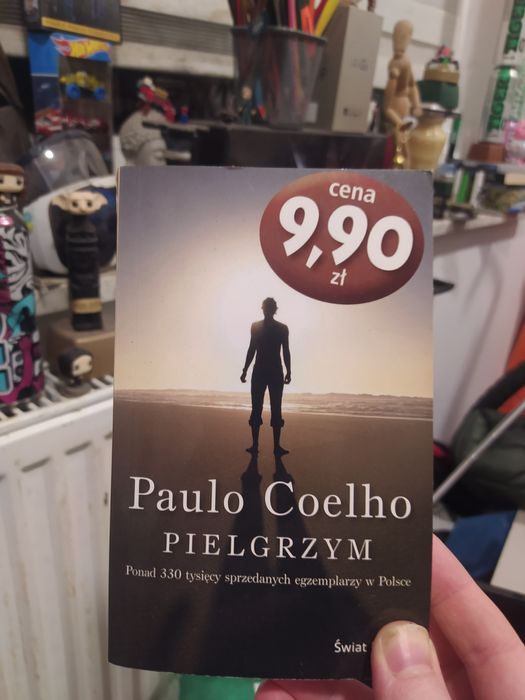 cena
9,90
zł
Paulo Coelho
PIELGRZYM
Ponad 330 tysięcy sprzedanych egzemplarzy w Polsce
Świat